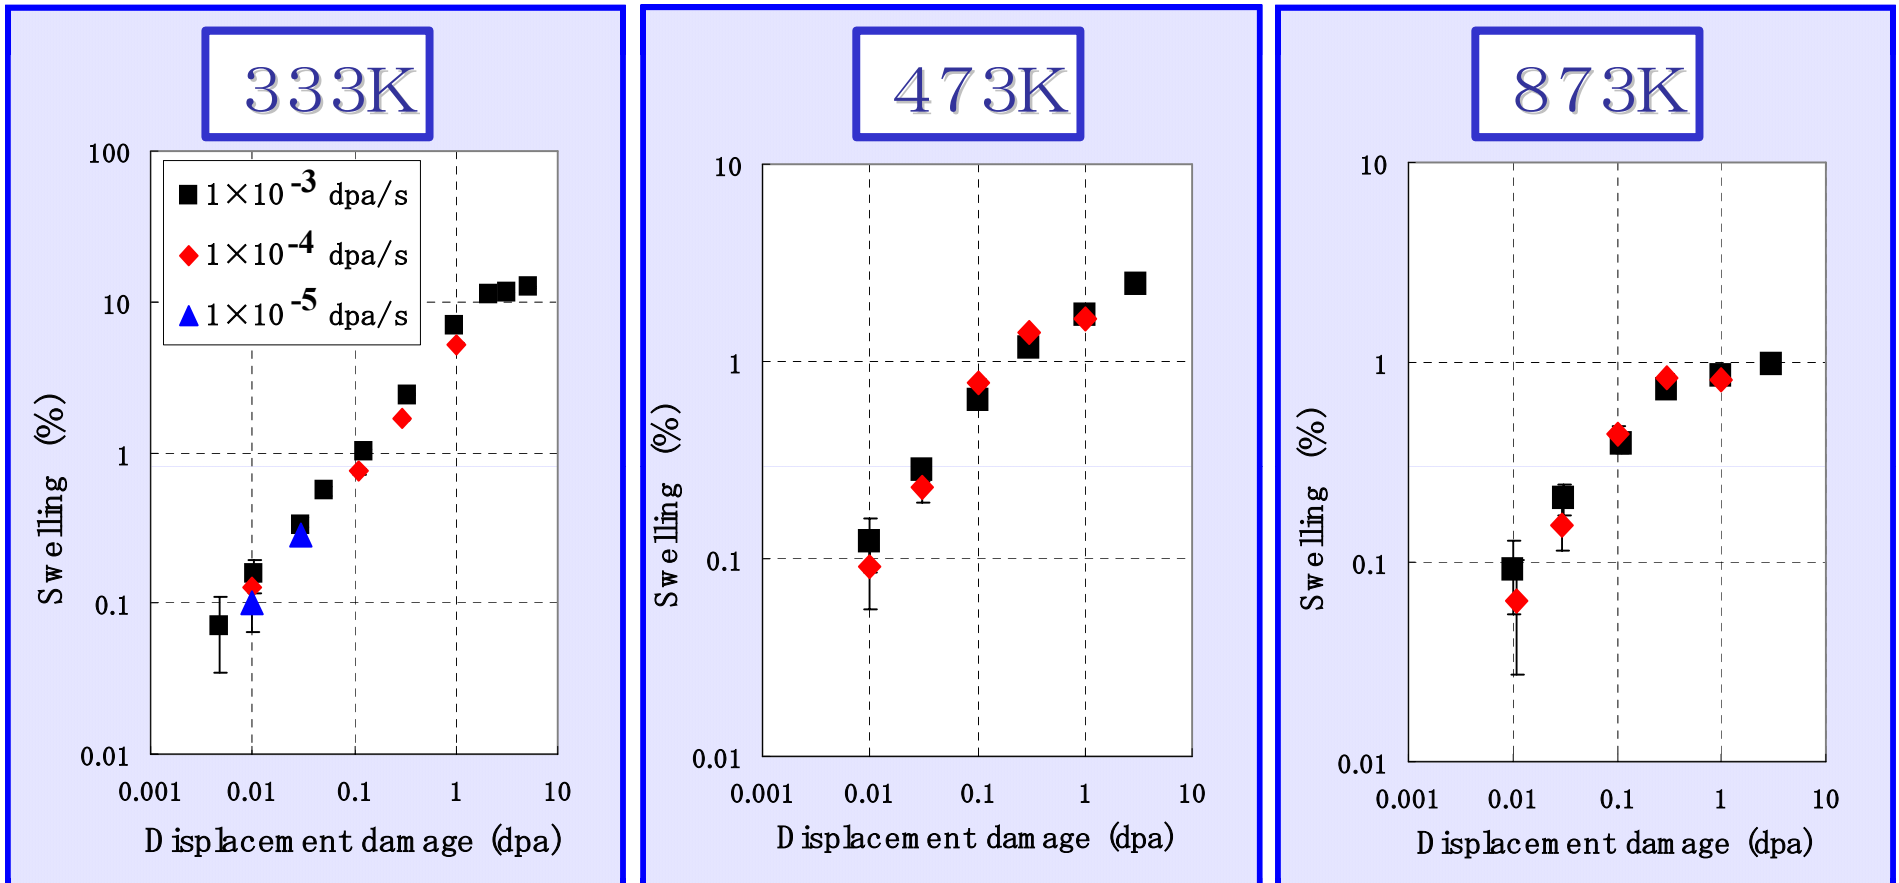 333K
100
10
1
0.1
0.01
1×10⁻³ dpa/s
1×10⁻⁴ dpa/s
1×10⁻⁵ dpa/s
Swelling (%)
0.001 0.01 0.1 1 10
Displacement damage (dpa)
473K
10
1
0.1
0.01
Swelling (%)
0.001 0.01 0.1 1 10
Displacement damage (dpa)
873K
10
1
0.1
0.01
Swelling (%)
0.001 0.01 0.1 1 10
Displacement damage (dpa)